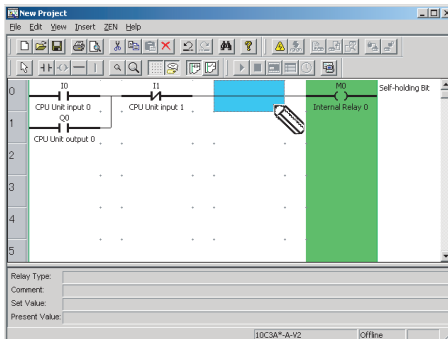 New Project
File Edit View Insert ZEN Help
0 I0 I1 M0 Self-holding Bit
CPU Unit input 0 CPU Unit input 1 Internal Relay 0
1 Q0
CPU Unit output 0
2
3
4
5
Relay Type:
Comment:
Set Value:
Present Value:
10C3A*-A-V2 Offline